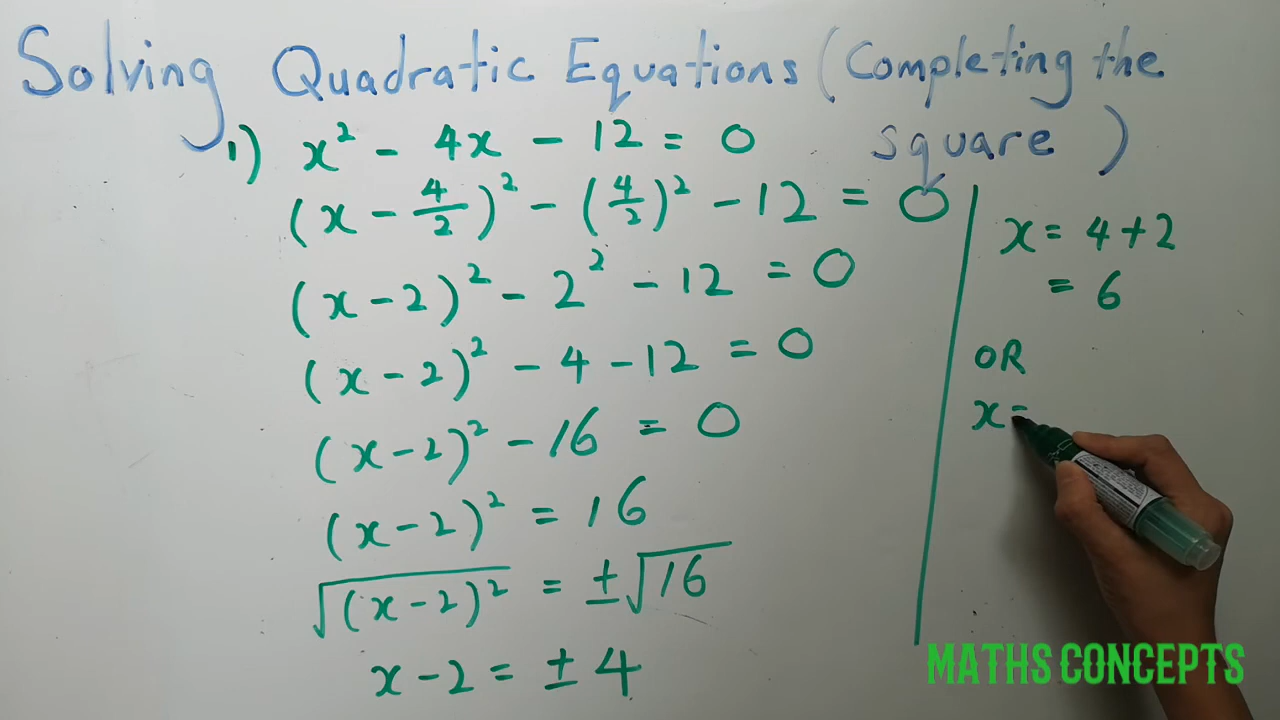 Solving Quadratic Equations (Completing the
square)
1) x² - 4x - 12 = 0
(x - 4/2)² - (4/2)² - 12 = 0
(x - 2)² - 2² - 12 = 0
(x - 2)² - 4 - 12 = 0
(x - 2)² - 16 = 0
(x - 2)² = 16
√(x - 2)² = ± √16
x - 2 = ± 4
x = 4 + 2
= 6
OR
x =
MATHS CONCEPTS